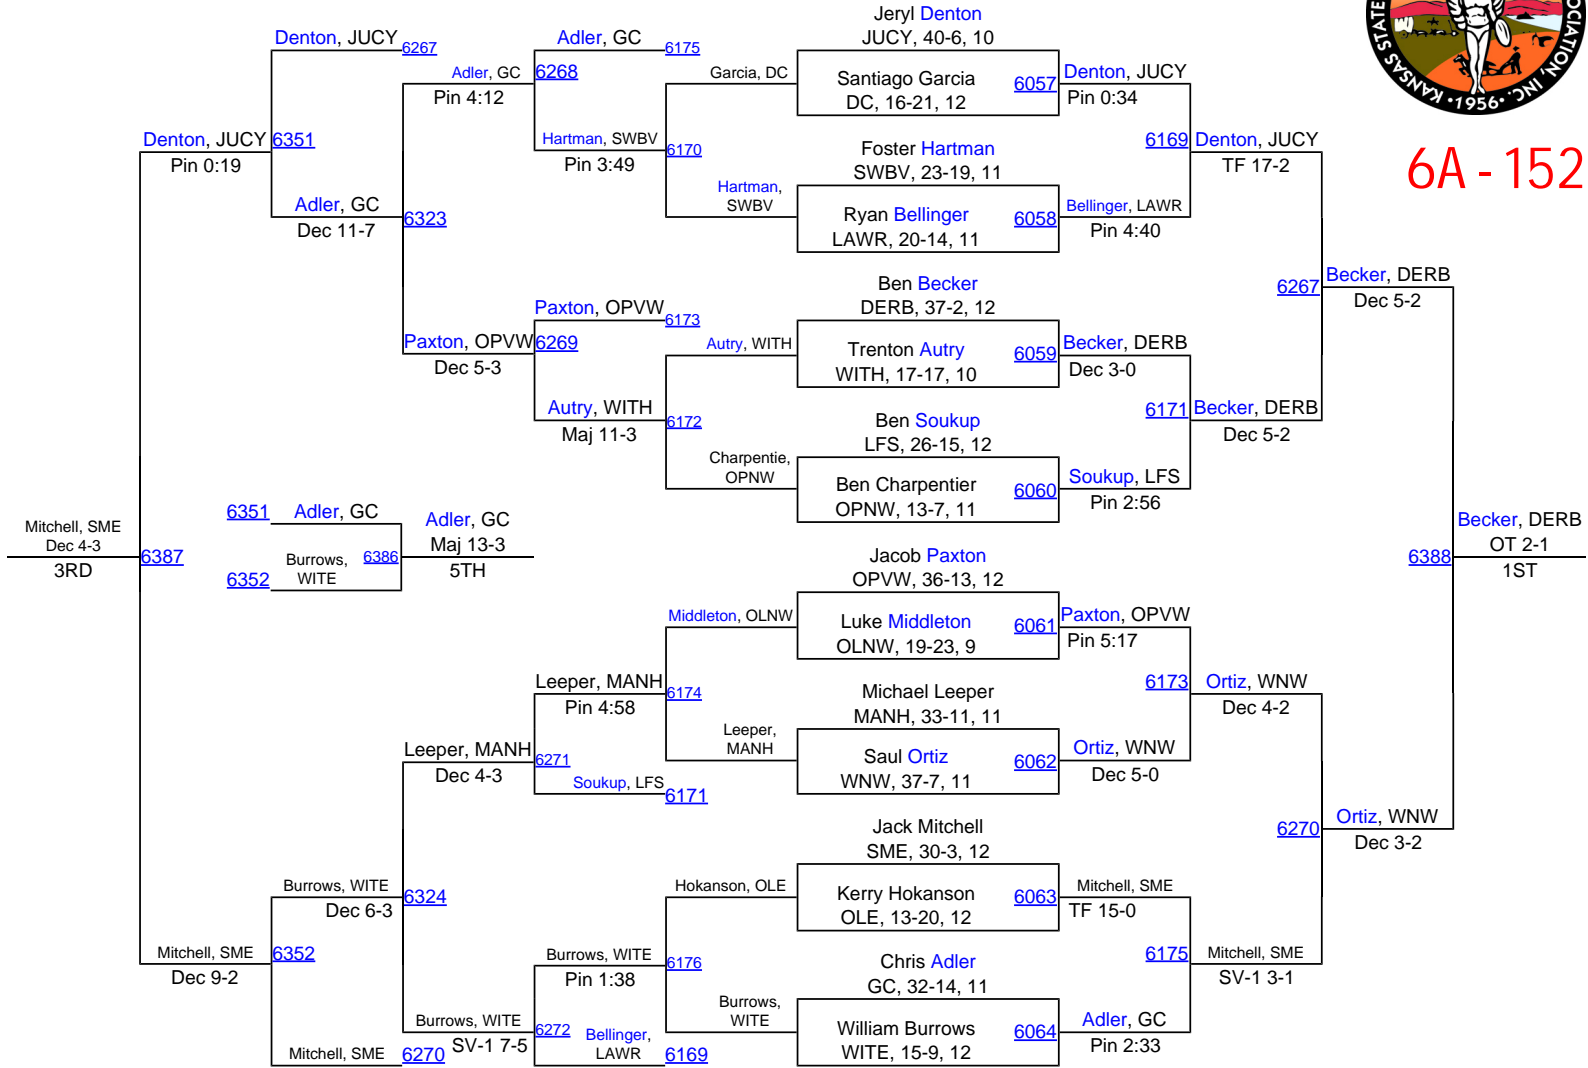 Jeryl Denton
JUCY, 40-6, 10
Santiago Garcia
DC, 16-21, 12
6057
Foster Hartman
SWBV, 23-19, 11
Ryan Bellinger
LAWR, 20-14, 11
6058
Ben Becker
DERB, 37-2, 12
Trenton Autry
WITH, 17-17, 10
6059
Ben Soukup
LFS, 26-15, 12
Ben Charpentier
OPNW, 13-7, 11
6060
Jacob Paxton
OPVW, 36-13, 12
Luke Middleton
OLNW, 19-23, 9
6061
Michael Leeper
MANH, 33-11, 11
Saul Ortiz
WNW, 37-7, 11
6062
Jack Mitchell
SME, 30-3, 12
Kerry Hokanson
OLE, 13-20, 12
6063
Chris Adler
GC, 32-14, 11
William Burrows
WITE, 15-9, 12
6064
Denton, JUCY
Pin 0:34
6169
Bellinger, LAWR
Pin 4:40
Becker, DERB
Dec 3-0
6171
Soukup, LFS
Pin 2:56
Paxton, OPVW
Pin 5:17
6173
Ortiz, WNW
Dec 5-0
Mitchell, SME
TF 15-0
6175
Adler, GC
Pin 2:33
Denton, JUCY
TF 17-2
6267
Becker, DERB
Dec 5-2
Ortiz, WNW
Dec 4-2
6270
Mitchell, SME
SV-1 3-1
Becker, DERB
Dec 5-2
6388
Ortiz, WNW
Dec 3-2
Becker, DERB
OT 2-1
1ST
KANSAS STATE
1956
OCIATION, INC.
6A - 152
Garcia, DC
6170
Hartman,
SWBV
Autry, WITH
6172
Charpentie,
OPNW
Middleton, OLNW
6174
Leeper,
MANH
Hokanson, OLE
6176
Burrows,
WITE
Adler, GC
6175
6268
Hartman, SWBV
Pin 3:49
Paxton, OPVW
6173
6269
Autry, WITH
Maj 11-3
Leeper, MANH
Pin 4:58
6271
Soukup, LFS
6171
Burrows, WITE
Pin 1:38
6272
Bellinger,
LAWR
6169
Adler, GC
Pin 4:12
6323
Paxton, OPVW
Dec 5-3
Leeper, MANH
Dec 4-3
6324
Burrows, WITE
SV-1 7-5
Denton, JUCY
6267
6351
Adler, GC
Dec 11-7
Burrows, WITE
Dec 6-3
6352
Mitchell, SME
6270
Denton, JUCY
Pin 0:19
6387
Mitchell, SME
Dec 9-2
Mitchell, SME
Dec 4-3
3RD
6351
Adler, GC
6386
6352
Burrows,
WITE
Adler, GC
Maj 13-3
5TH